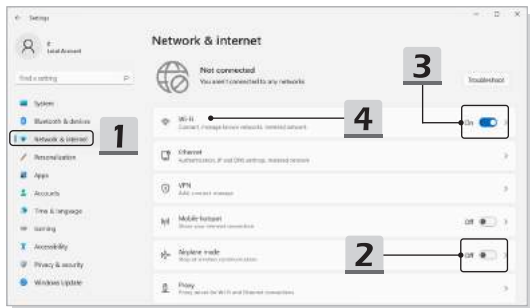 Settings
Local Account
Network & internet
Find a setting
Not connected
You aren't connected to any networks
Troubleshoot
3
System
Bluetooth & devices
Network & internet
1
Personalization
Apps
Accounts
Time & language
Gaming
Accessibility
Privacy & security
Windows Update
Wi-Fi
Connect, manage known networks, metered network
4
On
Ethernet
Authentication, IP and DNS settings, metered network
VPN
Add, connect, manage
Mobile hotspot
Share your internet connection
Off
Airplane mode
Stop all wireless communication
2
Off
Proxy
Proxy server for Wi-Fi and Ethernet connections